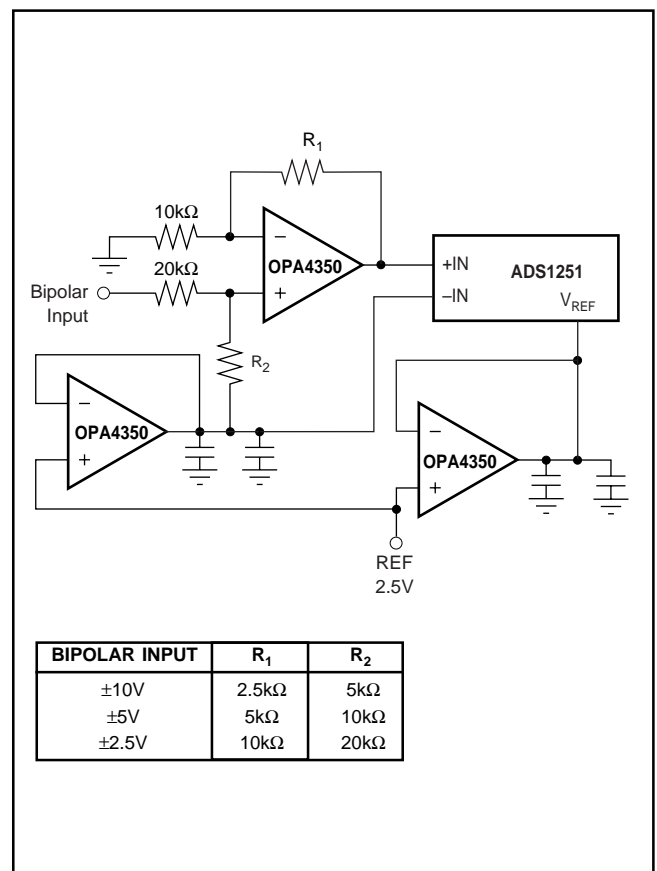 R1
10kΩ
OPA4350
20kΩ
Bipolar
Input
R2
+IN
ADS1251
–IN
VREF
OPA4350
OPA4350
REF
2.5V
BIPOLAR INPUT R1 R2
±10V 2.5kΩ 5kΩ
±5V 5kΩ 10kΩ
±2.5V 10kΩ 20kΩ